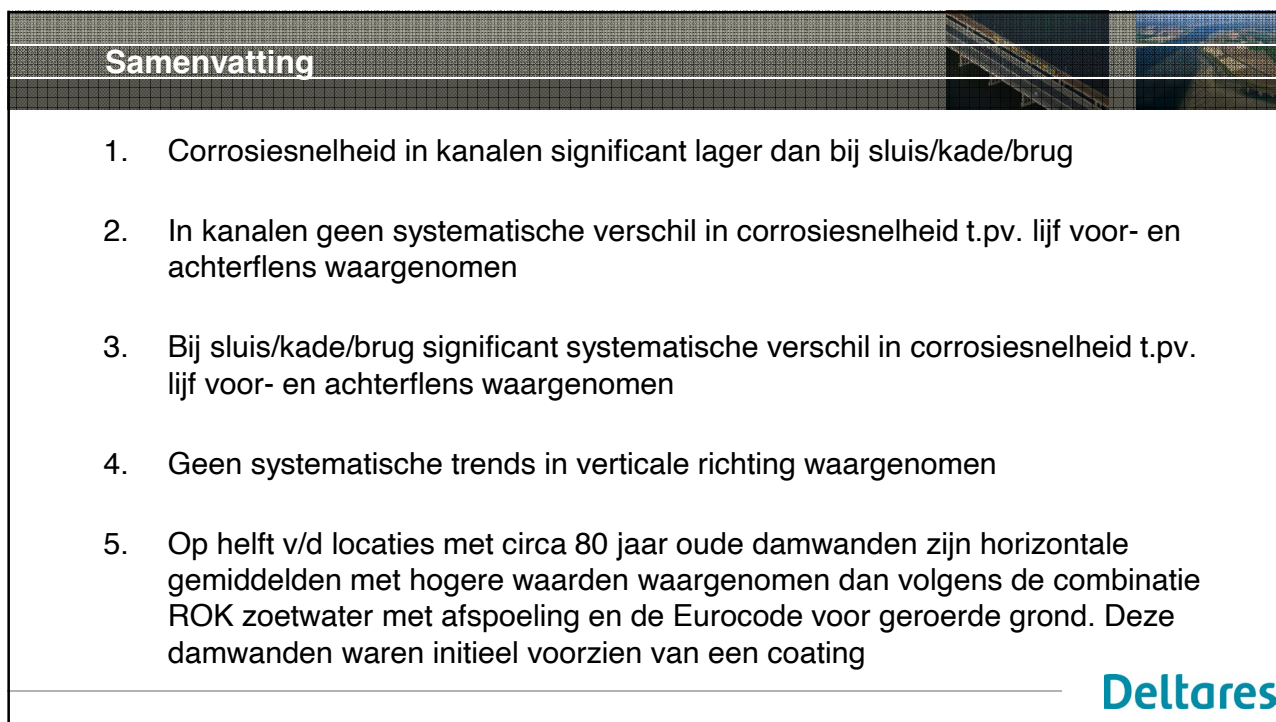 Samenvatting
1. Corrosiesnelheid in kanalen significant lager dan bij sluis/kade/brug
2. In kanalen geen systematische verschil in corrosiesnelheid t.pv. lijf voor- en
achterflens waargenomen
3. Bij sluis/kade/brug significant systematische verschil in corrosiesnelheid t.pv.
lijf voor- en achterflens waargenomen
4. Geen systematische trends in verticale richting waargenomen
5. Op helft v/d locaties met circa 80 jaar oude damwanden zijn horizontale
gemiddelden met hogere waarden waargenomen dan volgens de combinatie
ROK zoetwater met afspoeling en de Eurocode voor geroerde grond. Deze
damwanden waren initieel voorzien van een coating
Deltares